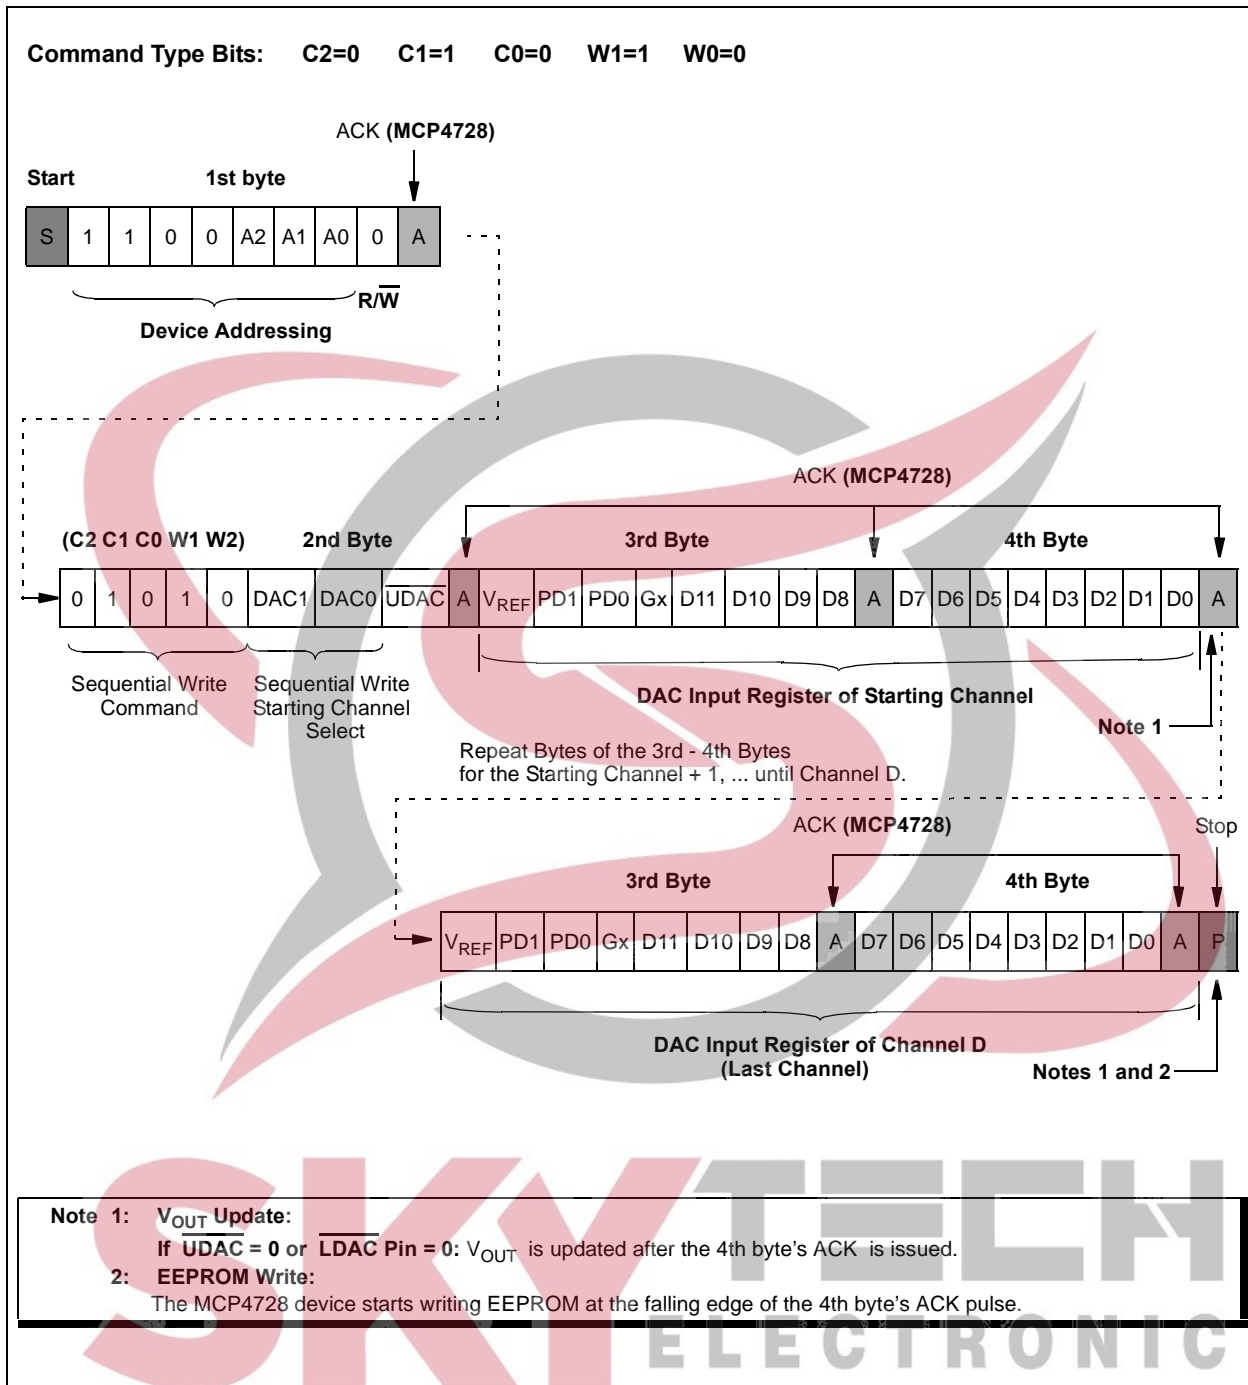 Command Type Bits: C2=0 C1=1 C0=0 W1=1 W0=0
ACK (MCP4728)
Start 1st byte
S 1 1 0 0 A2 A1 A0 0 A
R/W
Device Addressing
ACK (MCP4728)
(C2 C1 C0 W1 W2) 2nd Byte 3rd Byte 4th Byte
0 1 0 1 0 DAC1 DAC0 UDAC A VREF PD1 PD0 Gx D11 D10 D9 D8 A D7 D6 D5 D4 D3 D2 D1 D0 A
Sequential Write
Command
Sequential Write
Starting Channel
Select
DAC Input Register of Starting Channel
Note 1
Repeat Bytes of the 3rd - 4th Bytes
for the Starting Channel + 1, ... until Channel D.
ACK (MCP4728) Stop
3rd Byte 4th Byte
VREF PD1 PD0 Gx D11 D10 D9 D8 A D7 D6 D5 D4 D3 D2 D1 D0 A P
DAC Input Register of Channel D
(Last Channel)
Notes 1 and 2
Note 1: VOUT Update:
If UDAC = 0 or LDAC Pin = 0: VOUT is updated after the 4th byte's ACK is issued.
2: EEPROM Write:
The MCP4728 device starts writing EEPROM at the falling edge of the 4th byte's ACK pulse.
SKYTECH
ELECTRONIC